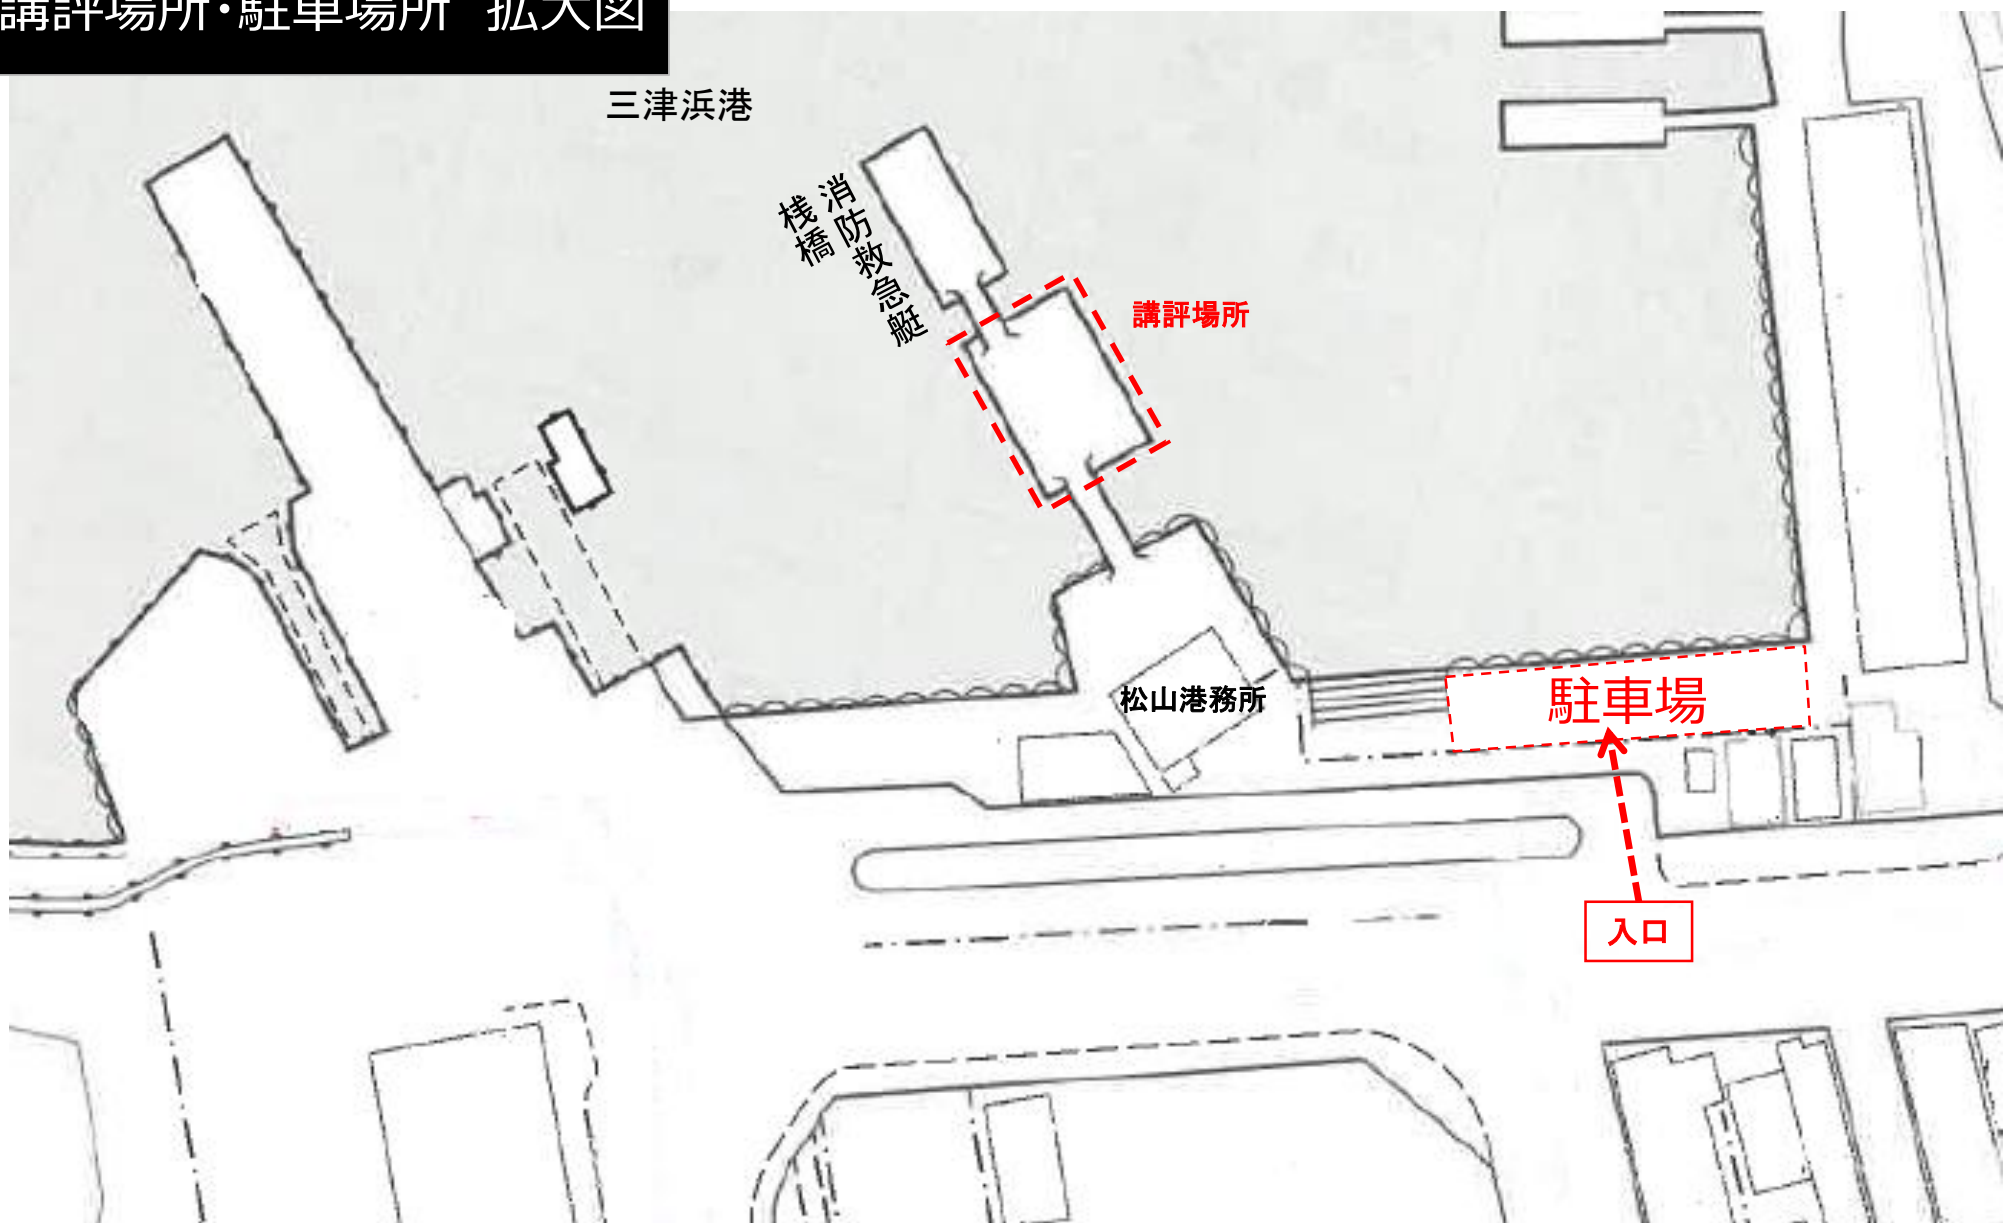 講評場所・駐車場所　拡大図
三津浜港
消防救急艇
桟橋
講評場所
松山港務所
駐車場
入口